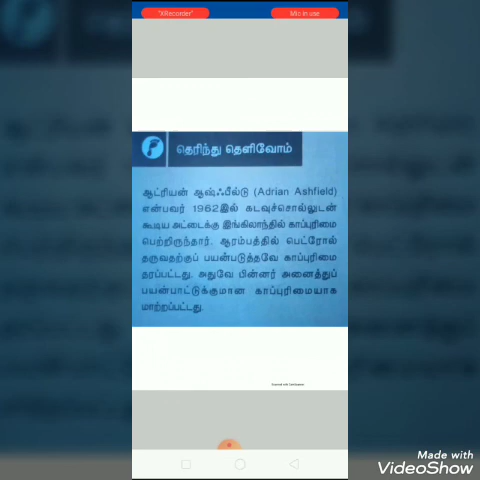 "XRecorder"
Mic in use
தெரிந்து தெளிவோம்
ஆட்ரியன் ஆஷ்ஃபீல்டு (Adrian Ashfield)
என்பவர் 1962இல் கடவுச்சொல்லுடன்
கூடிய அட்டைக்கு இங்கிலாந்தில் காப்புரிமை
பெற்றிருந்தார். ஆரம்பத்தில் பெட்ரோல்
தருவதற்குப் பயன்படுத்தவே காப்புரிமை
தரப்பட்டது. அதுவே பின்னர் அனைத்துப்
பயன்பாட்டுக்குமான காப்புரிமையாக
மாற்றப்பட்டது.
Made with
VideoShow